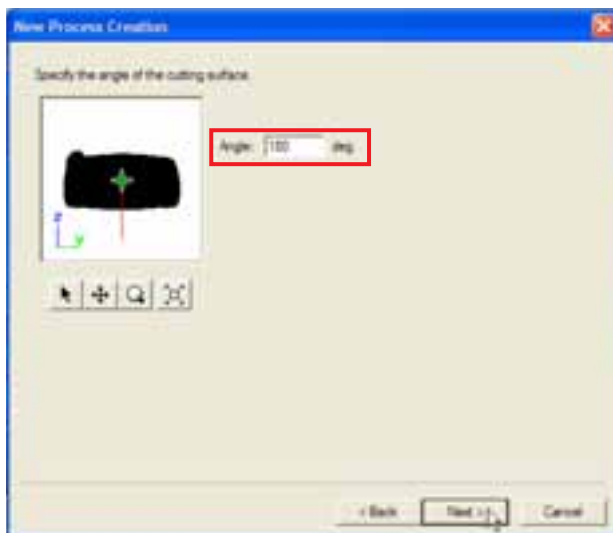 New Process Creation
Specify the angle of the cutting surface.
Angle: 180 deg.
z
y
< Back
Next >
Cancel